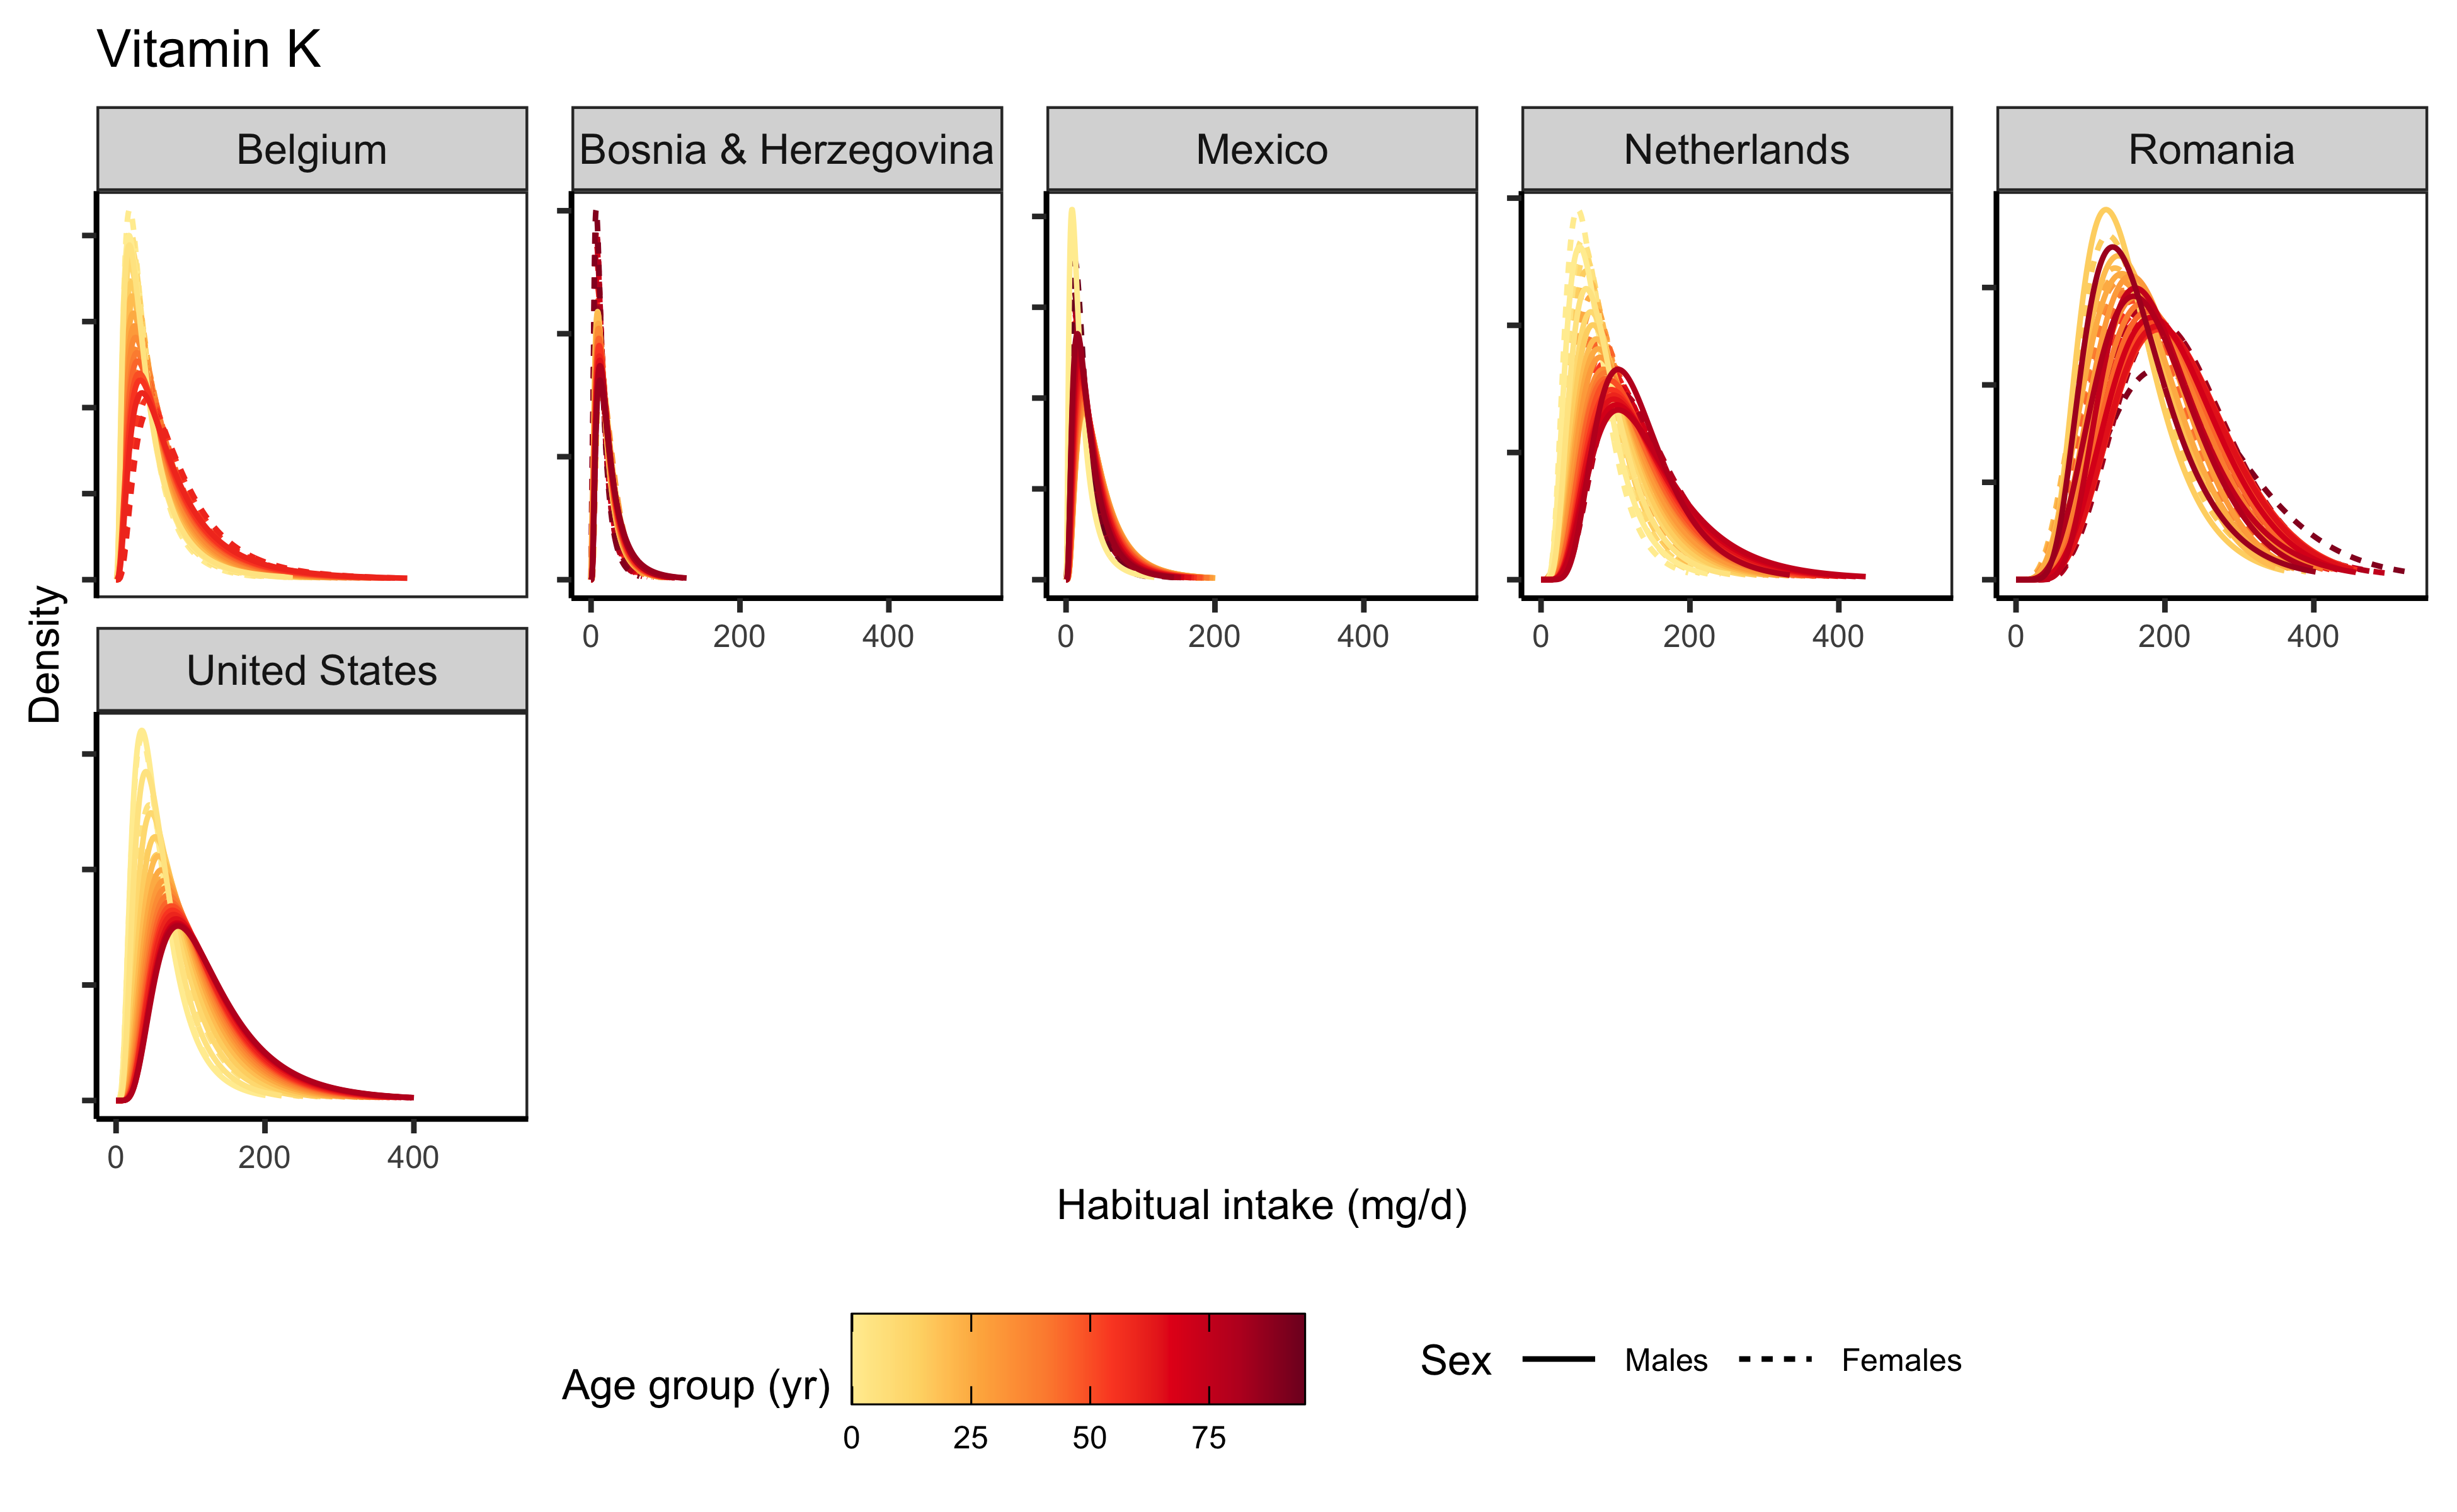 Vitamin K
Belgium
Bosnia & Herzegovina
Mexico
Netherlands
Romania
0 200 400
0 200 400
0 200 400
0 200 400
Density
United States
0 200 400
Habitual intake (mg/d)
Age group (yr)
0 25 50 75
Sex
Males
Females